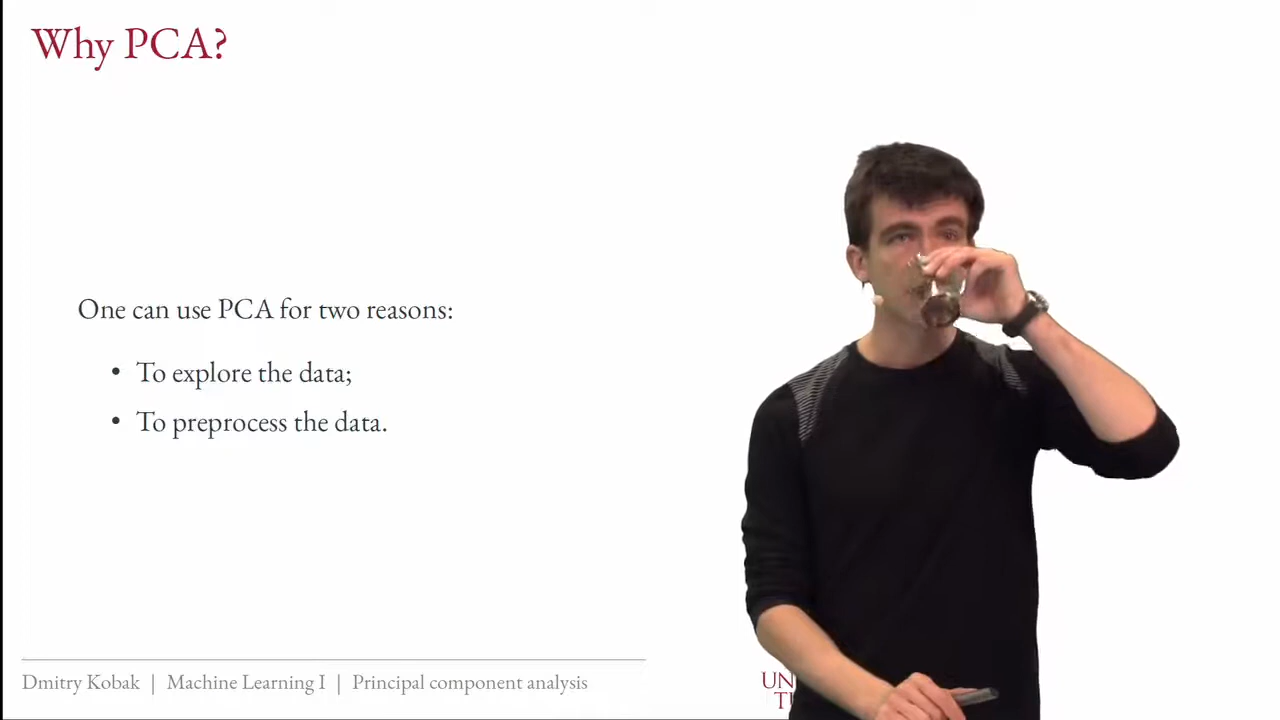 Why PCA?
One can use PCA for two reasons:
• To explore the data;
• To preprocess the data.
Dmitry Kobak | Machine Learning I | Principal component analysis